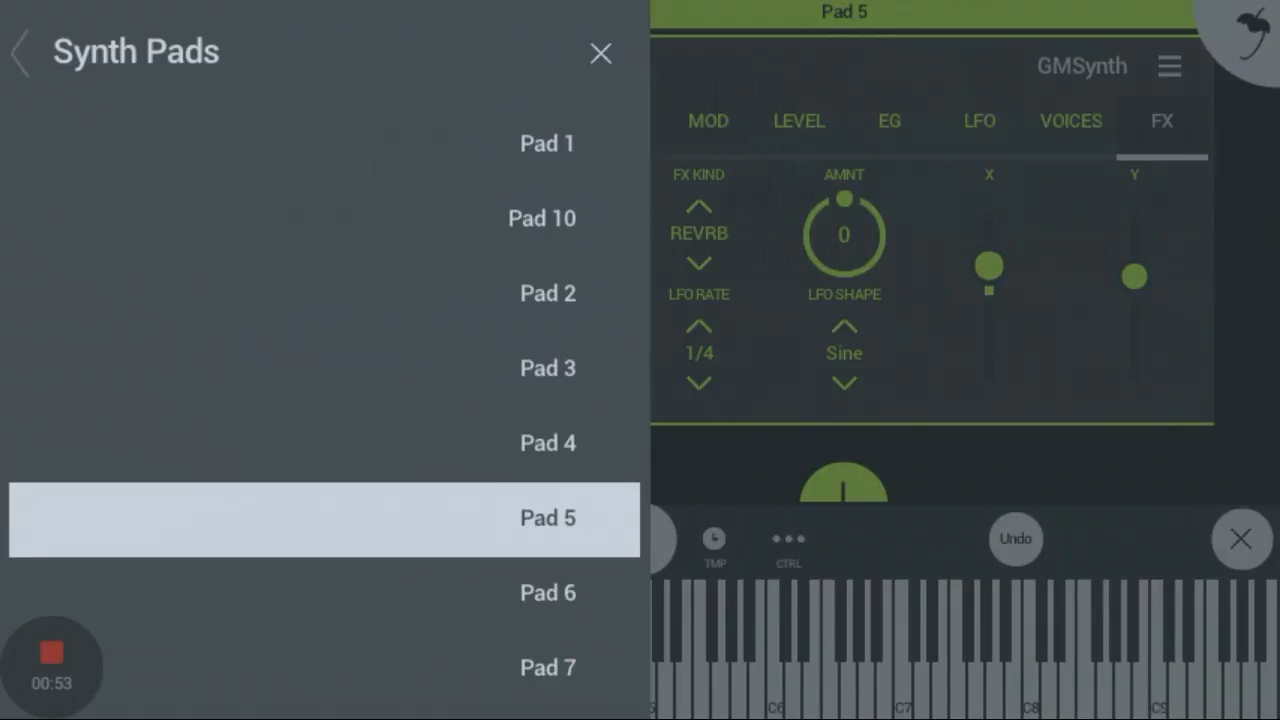 Synth Pads
Pad 1
Pad 10
Pad 2
Pad 3
Pad 4
Pad 5
Pad 6
Pad 7
00:53
Pad 5
GMSynth
MOD LEVEL EG LFO VOICES FX
FX KIND AMNT X Y
REVRB 0
LFO RATE LFO SHAPE
1/4 Sine
TMP CTRL Undo
C6 C7 C8 C9